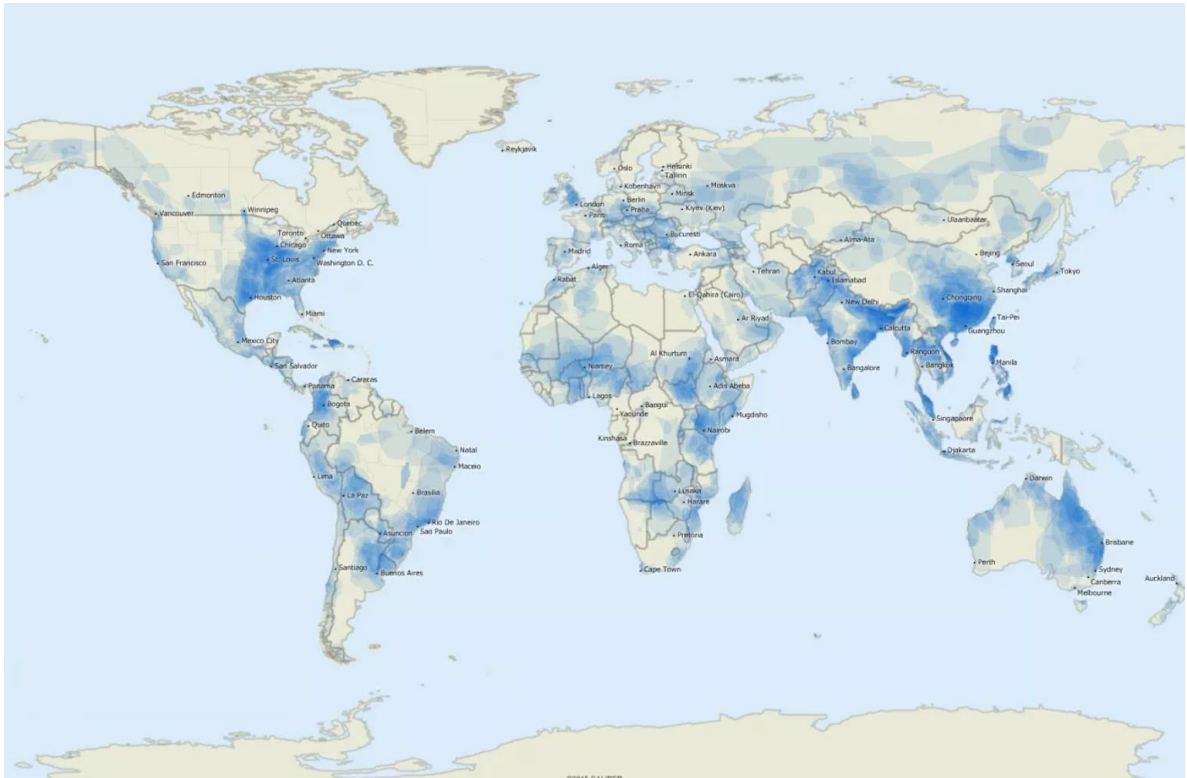 Reykjavik
Oslo
Helsinki
Tallinn
Edmonton
Kobenhavn
Moskva
Minsk
Berlin
London
Praha
Kiyev (Kiev)
Paris
Vancouver
Winnipeg
Ulaanbaatar
Quebec
Toronto
Ottawa
Bucuresti
Alma-Ata
Chicago
New York
Madrid
Roma
Ankara
Bejing
St. Louis
Washington D. C.
San Francisco
Seoul
Tokyo
Alger
Tehran
Kabul
Rabat
Islamabad
Atlanta
Shanghai
Houston
El-Qahira (Cairo)
New Delhi
Chongqing
Miami
Ar Riyad
Tai-Pei
Calcutta
Guangzhou
Mexico City
Bombay
Al Khurtum
Rangoon
Asmara
Manila
San Salvador
Niamey
Bangkok
Bangalore
Caracas
Panama
Adis Abeba
Lagos
Bogota
Bangui
Yaounde
Mugdisho
Singapaore
Quito
Belem
Nairobi
Kinshasa
Brazzaville
Natal
Djakarta
Maceio
Lima
Darwin
La Paz
Brasilia
Lusaka
Harare
Rio De Janeiro
Sao Paulo
Asuncion
Pretoria
Brisbane
Perth
Santiago
Buenos Aires
Cape Town
Sydney
Canberra
Auckland
Melbourne